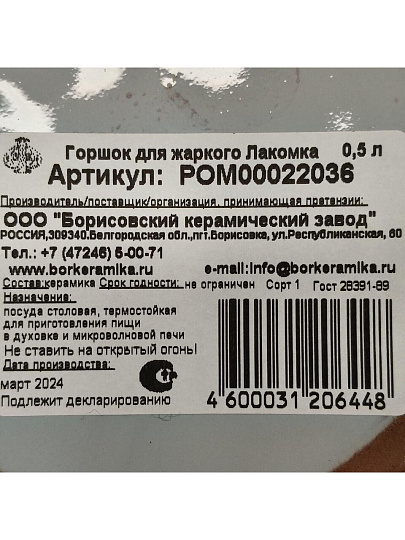 Горшок для жаркого Лакомка 0,5 л
Артикул: РОМ00022036
Производитель/поставщик/организация, принимающая претензии:
ООО "Борисовский керамический завод"
РОССИЯ,309340.Белгородская обл.,пгт.Борисовка, ул.Республиканская, 60
Тел.: +7 (47246) 5-00-71
www.borkeramika.ru e-mail:info@borkeramika.ru
Состав:керамика Срок годности: не ограничен Сорт 1 Гост 28391-89
Назначение:
посуда столовая, термостойкая
для приготовления пищи
в духовке и микроволновой печи
Не ставить на открытый огонь!
Дата производства:
март 2024
Подлежит декларированию
4 600031 206448